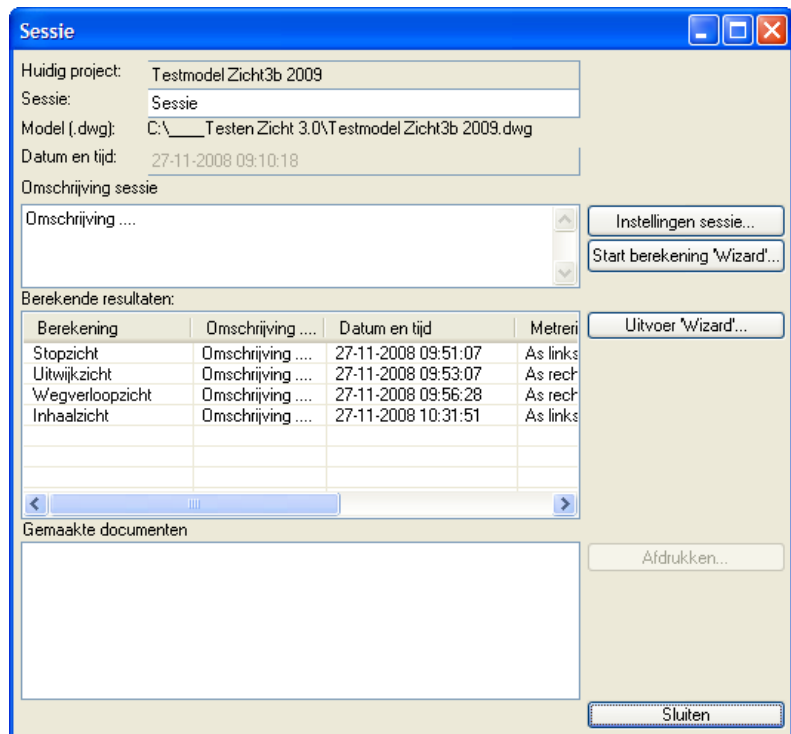 Sessie
Huidig project: Testmodel Zicht3b 2009
Sessie: Sessie
Model (.dwg): C:\____Testen Zicht 3.0\Testmodel Zicht3b 2009.dwg
Datum en tijd: 27-11-2008 09:10:18
Omschrijving sessie
Omschrijving ....
Instellingen sessie...
Start berekening 'Wizard'...
Berekende resultaten:
Uitvoer 'Wizard'...
Berekening Omschrijving .... Datum en tijd Metreri
Stopzicht Omschrijving .... 27-11-2008 09:51:07 As links
Uitwijkzicht Omschrijving .... 27-11-2008 09:53:07 As rech
Wegverloopzicht Omschrijving .... 27-11-2008 09:56:28 As rech
Inhaalzicht Omschrijving .... 27-11-2008 10:31:51 As links
Gemaakte documenten
Afdrukken...
Sluiten